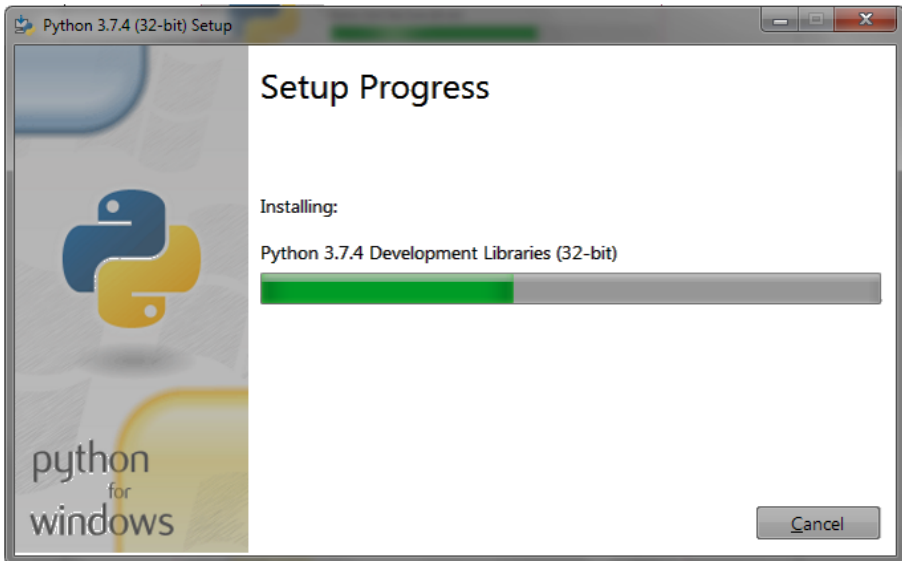 Python 3.7.4 (32-bit) Setup
Setup Progress
Installing:
Python 3.7.4 Development Libraries (32-bit)
python
for
windows
Cancel